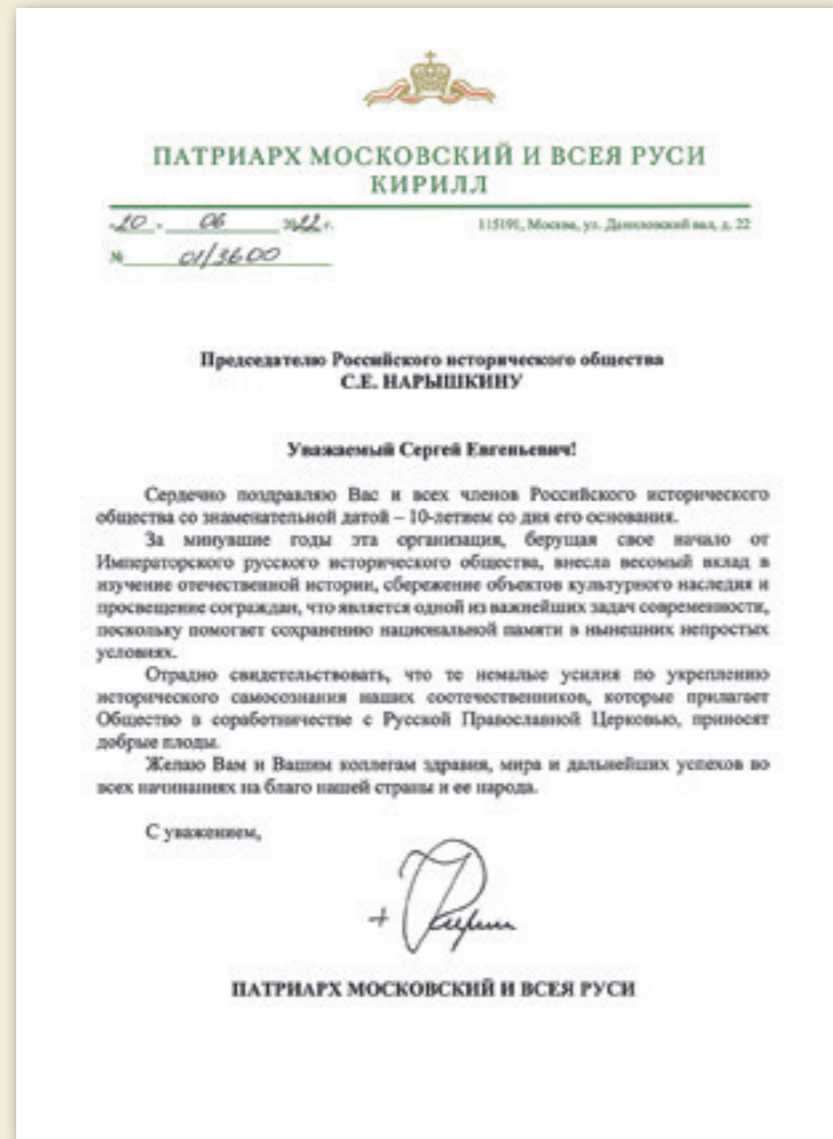 ПАТРИАРХ МОСКОВСКИЙ И ВСЕЯ РУСИ
КИРИЛЛ
«20» 06 2022 г.
115191, Москва, ул. Даниловский вал, д. 22
№ 01/3600
Председателю Российского исторического общества
С.Е. НАРЫШКИНУ
Уважаемый Сергей Евгеньевич!
Сердечно поздравляю Вас и всех членов Российского исторического
общества со знаменательной датой – 10-летием со дня его основания.
За минувшие годы эта организация, берущая свое начало от
Императорского русского исторического общества, внесла весомый вклад в
изучение отечественной истории, сбережение объектов культурного наследия и
просвещение сограждан, что является одной из важнейших задач современности,
поскольку помогает сохранению национальной памяти в нынешних непростых
условиях.
Отрадно свидетельствовать, что те немалые усилия по укреплению
исторического самосознания наших соотечественников, которые прилагает
Общество в соработничестве с Русской Православной Церковью, приносят
добрые плоды.
Желаю Вам и Вашим коллегам здравия, мира и дальнейших успехов во
всех начинаниях на благо нашей страны и ее народа.
С уважением,
ПАТРИАРХ МОСКОВСКИЙ И ВСЕЯ РУСИ